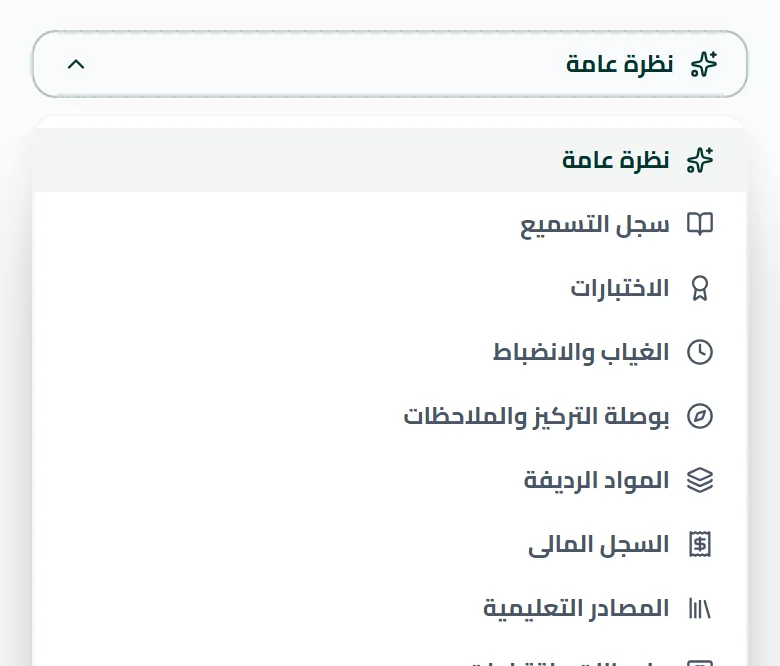 نظرة عامة
نظرة عامة
سجل التسميع
الاختبارات
الغياب والانضباط
بوصلة التركيز والملاحظات
المواد الرديفة
السجل المالى
المصادر التعليمية